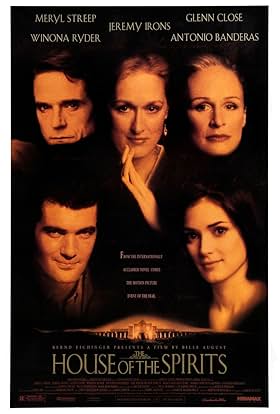 MERYL STREEP
JEREMY IRONS
GLENN CLOSE
WINONA RYDER
ANTONIO BANDERAS
FROM THE INTERNATIONALLY
ACCLAIMED NOVEL COMES
THE MOTION PICTURE
EVENT OF THE YEAR.
BERND EICHINGER PRESENTS A FILM BY BILLE AUGUST
THE
HOUSE OF THE SPIRITS
R
MIRAMAX